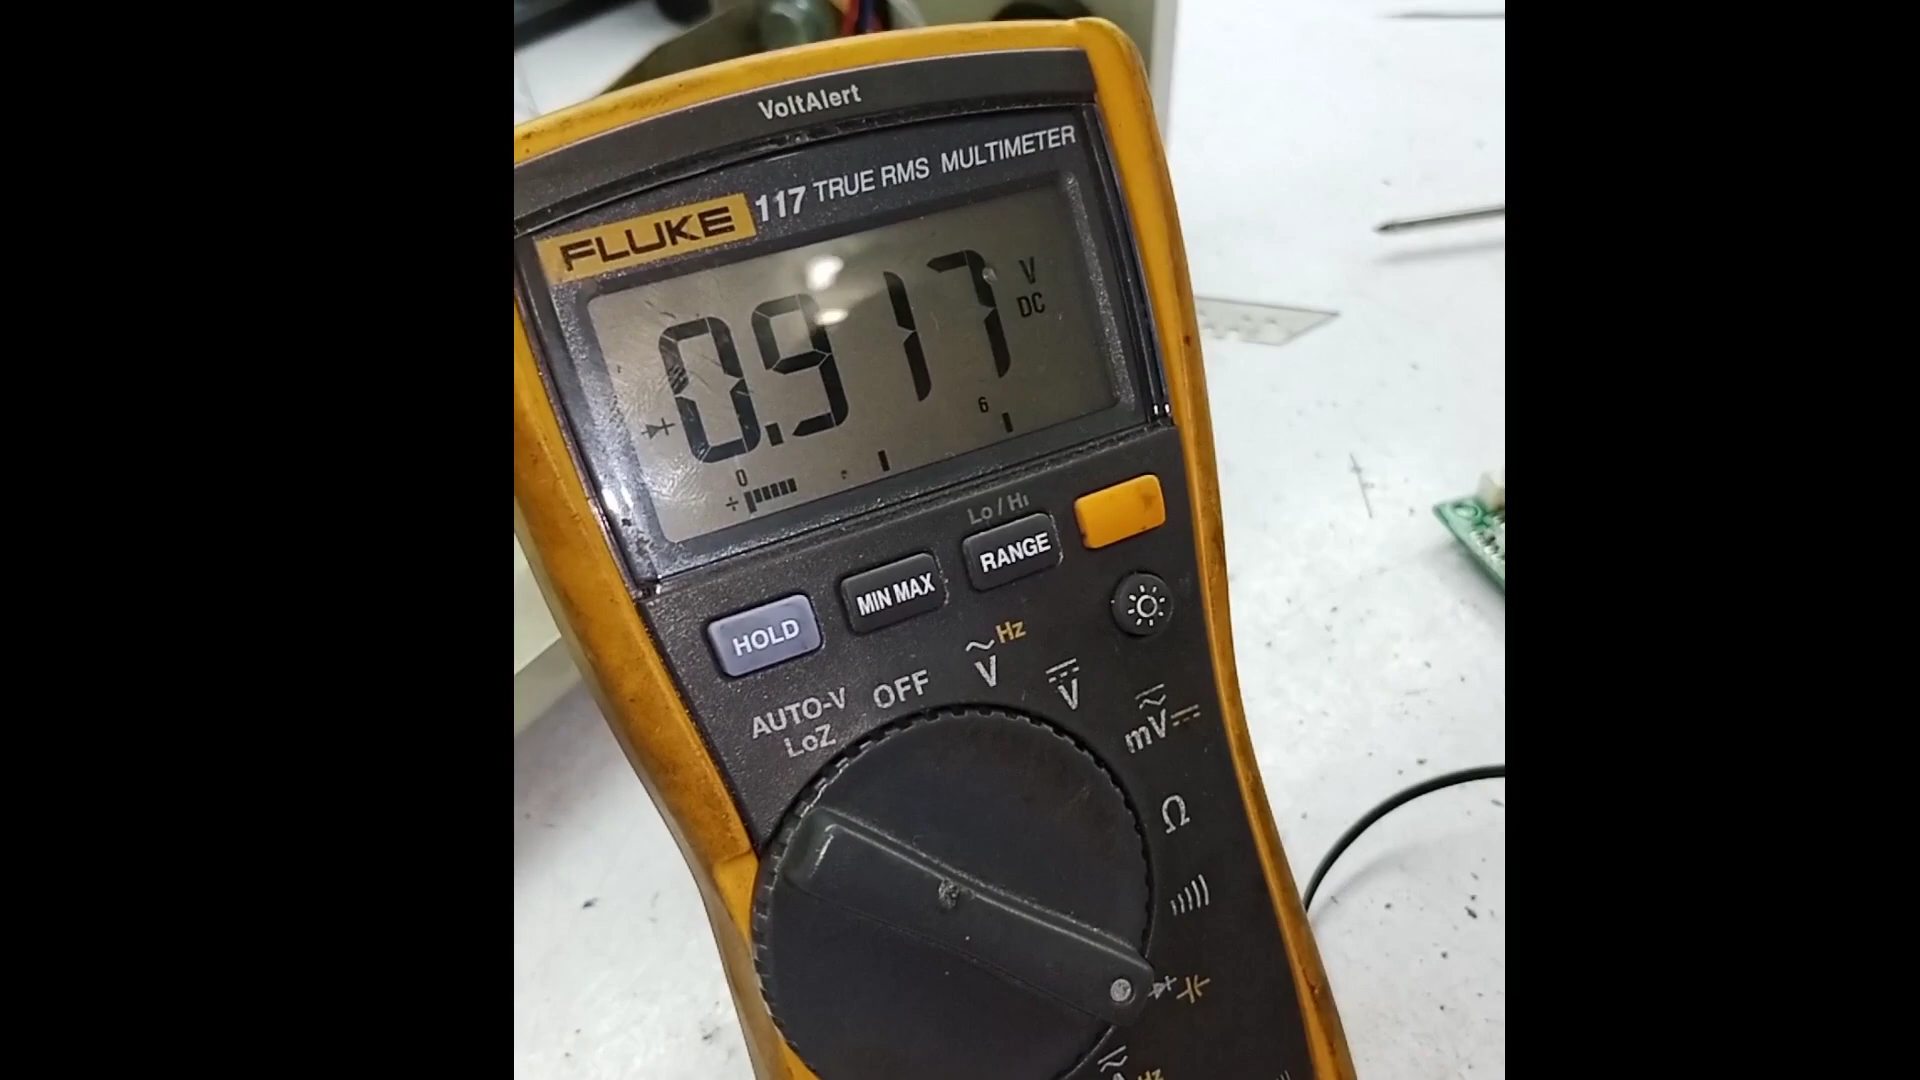 VoltAlert
FLUKE 117 TRUE RMS MULTIMETER
0.917 V DC
0 6
Lo / Hi
HOLD MIN MAX RANGE
AUTO-V LoZ
OFF
Hz
V
V
mV
Ω
Hz